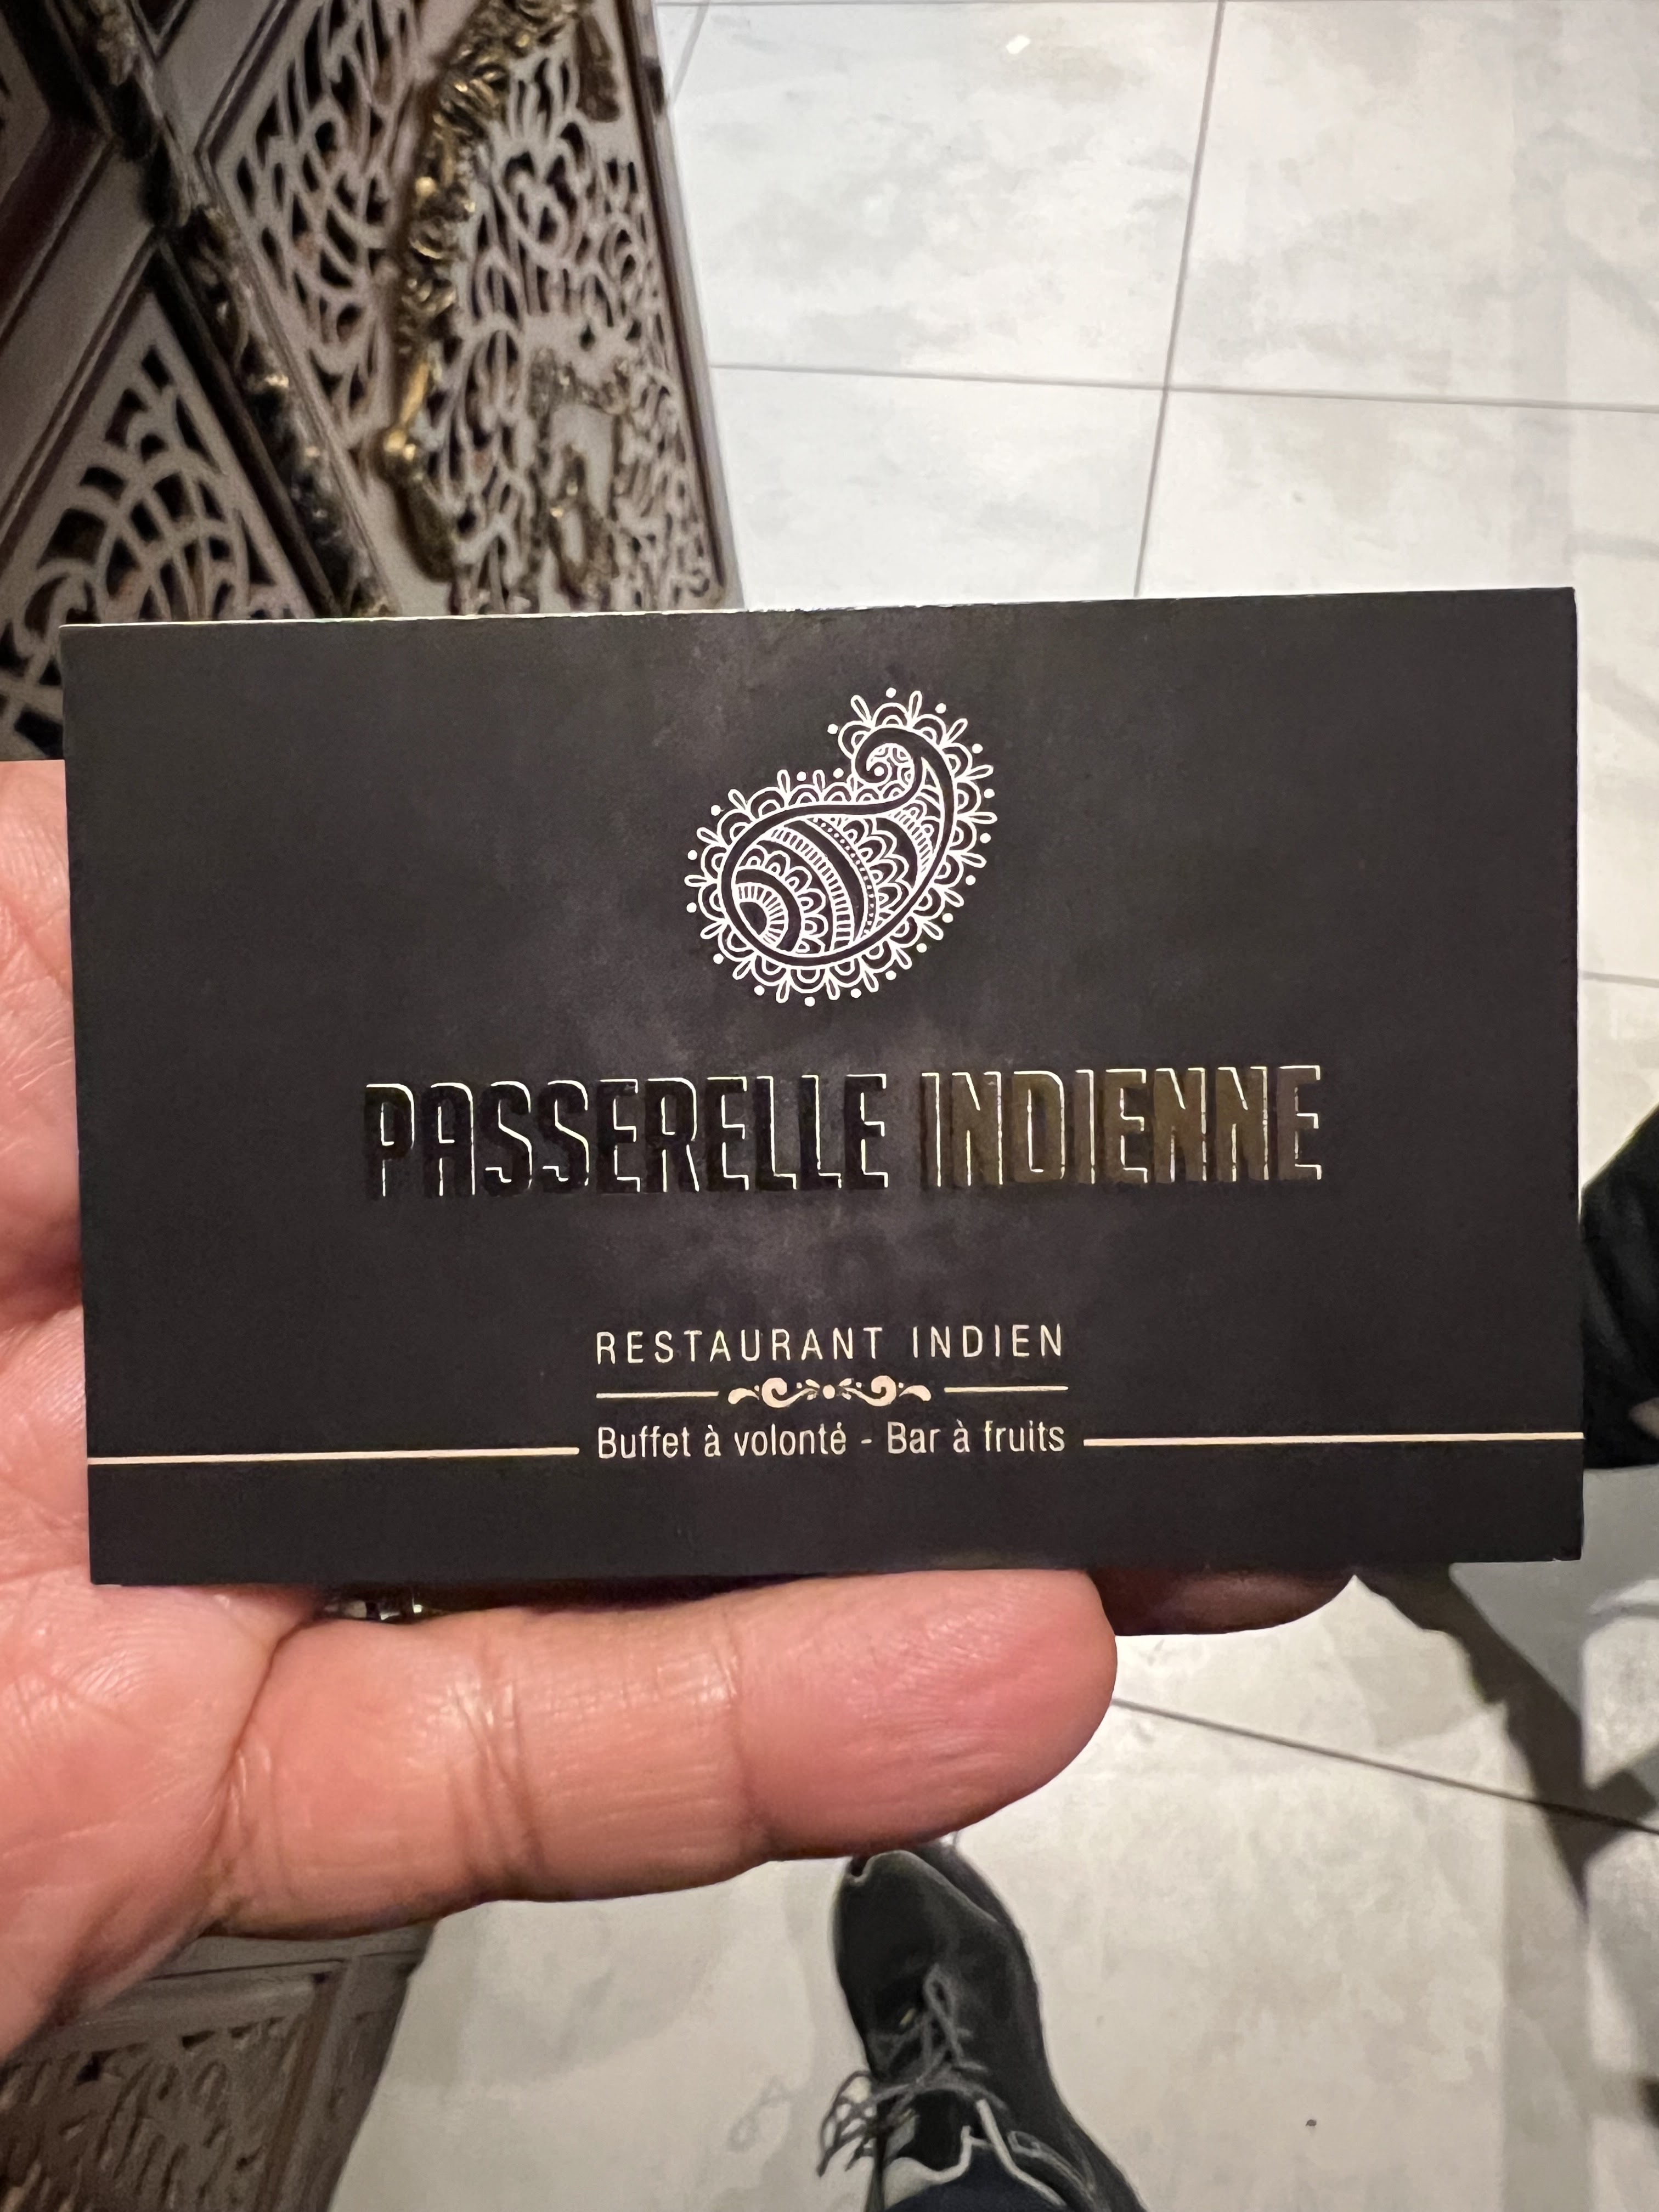 PASSERELLE INDIENNE
RESTAURANT INDIEN
Buffet à volonté - Bar à fruits